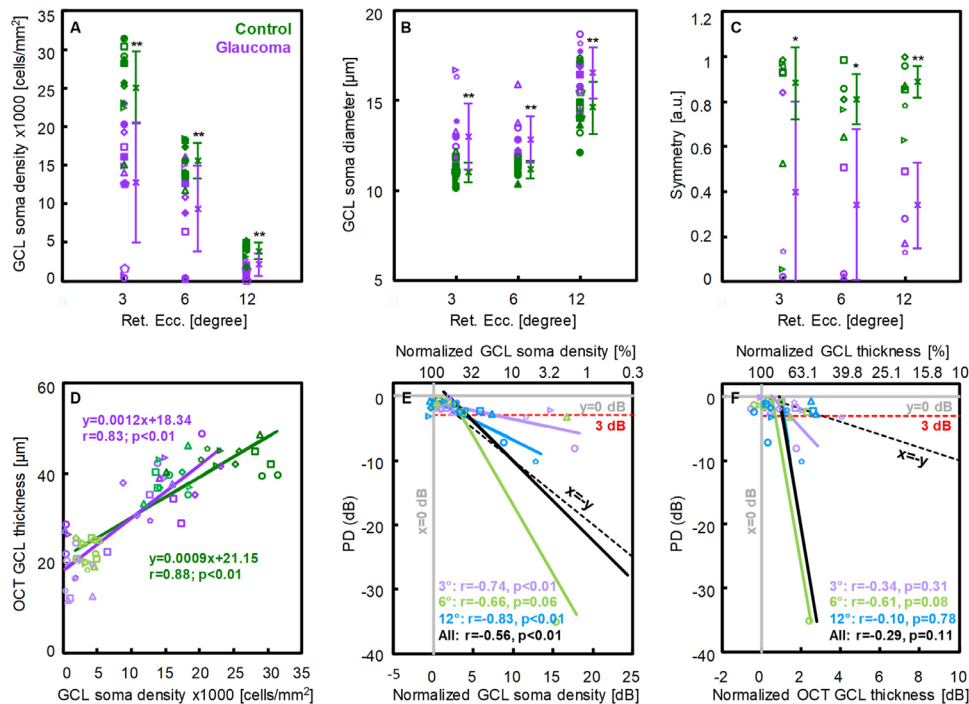 A
Control
Glaucoma
GCL soma density x1000 [cells/mm²]
35
30
25
20
15
10
5
0
**
**
**
3
6
12
Ret. Ecc. [degree]
B
GCL soma diameter [µm]
20
15
10
5
**
**
**
3
6
12
Ret. Ecc. [degree]
C
Symmetry [a.u.]
1
0.8
0.6
0.4
0.2
0
*
*
**
3
6
12
Ret. Ecc. [degree]
D
OCT GCL thickness [µm]
60
40
20
0
y=0.0012x+18.34
r=0.83; p<0.01
y=0.0009x+21.15
r=0.88; p<0.01
0 5 10 15 20 25 30 35
GCL soma density x1000 [cells/mm²]
Normalized GCL soma density [%]
100 32 10 3.2 1 0.3
E
y=0 dB
3 dB
x=0 dB
x=-y
PD (dB)
0
-10
-20
-30
-40
3°: r=-0.74, p<0.01
6°: r=-0.66, p=0.06
12°: r=-0.83, p<0.01
All: r=-0.56, p<0.01
-5 0 5 10 15 20 25
Normalized GCL soma density [dB]
Normalized GCL thickness [%]
100 63.1 39.8 25.1 15.8 10
F
y=0 dB
3 dB
x=0 dB
x=-y
PD (dB)
0
-10
-20
-30
-40
3°: r=-0.34, p=0.31
6°: r=-0.61, p=0.08
12°: r=-0.10, p=0.78
All: r=-0.29, p=0.11
-2 0 2 4 6 8 10
Normalized OCT GCL thickness [dB]